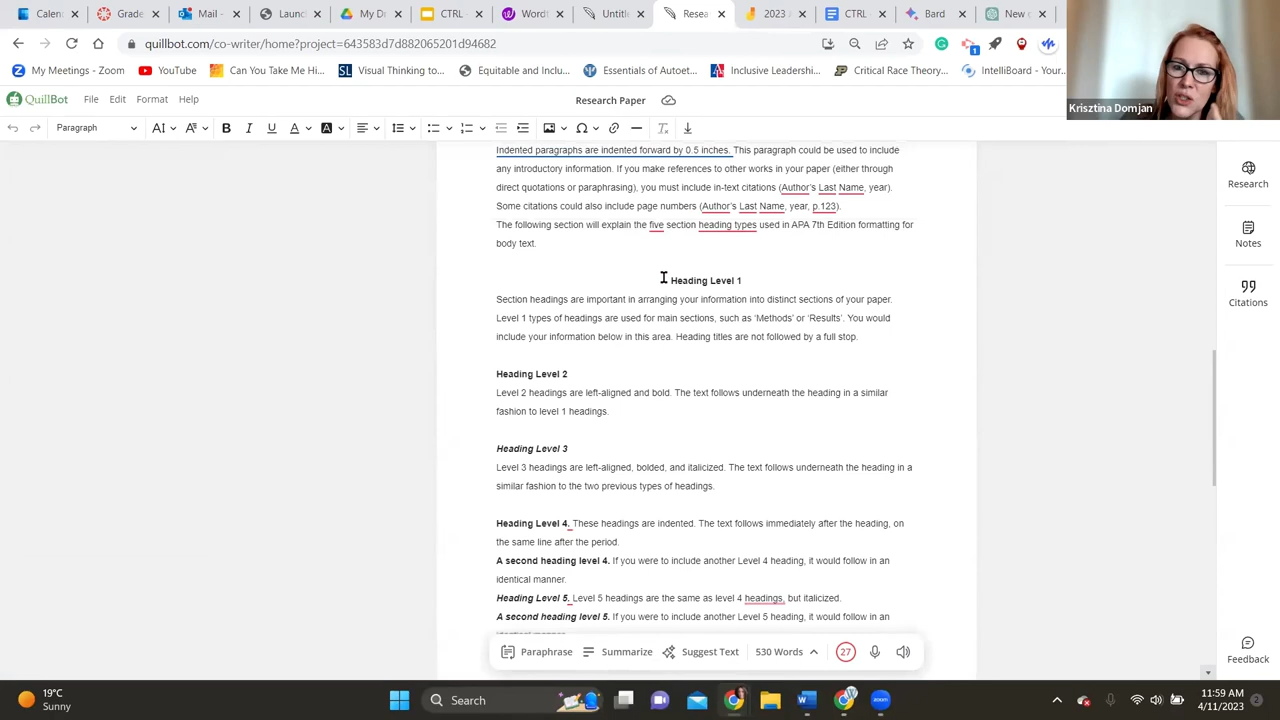 Calen
Grade
Mail -
Launch
My Dr
CTRL -
WordT
Untitle
Resea
2023 A
CTRL -
Bard
New c
quillbot.com/co-writer/home?project=643583d7d882065201d94682
My Meetings - Zoom
YouTube
Can You Take Me Hi...
Visual Thinking to...
Equitable and Inclu...
Essentials of Autoet...
Inclusive Leadershi...
Critical Race Theory...
IntelliBoard - Your...
Krisztina Domjan
QuillBot
File
Edit
Format
Help
Research Paper
Paragraph
Indented paragraphs are indented forward by 0.5 inches. This paragraph could be used to include
any introductory information. If you make references to other works in your paper (either through
direct quotations or paraphrasing), you must include in-text citations (Author's Last Name, year).
Some citations could also include page numbers (Author's Last Name, year, p.123).
The following section will explain the five section heading types used in APA 7th Edition formatting for
body text.
Heading Level 1
Section headings are important in arranging your information into distinct sections of your paper.
Level 1 types of headings are used for main sections, such as 'Methods' or 'Results'. You would
include your information below in this area. Heading titles are not followed by a full stop.
Heading Level 2
Level 2 headings are left-aligned and bold. The text follows underneath the heading in a similar
fashion to level 1 headings.
Heading Level 3
Level 3 headings are left-aligned, bolded, and italicized. The text follows underneath the heading in a
similar fashion to the two previous types of headings.
Heading Level 4. These headings are indented. The text follows immediately after the heading, on
the same line after the period.
A second heading level 4. If you were to include another Level 4 heading, it would follow in an
identical manner.
Heading Level 5. Level 5 headings are the same as level 4 headings, but italicized.
A second heading level 5. If you were to include another Level 5 heading, it would follow in an
identical manner.
Research
Notes
Citations
Feedback
Paraphrase
Summarize
Suggest Text
530 Words
27
19°C
Sunny
Search
11:59 AM
4/11/2023